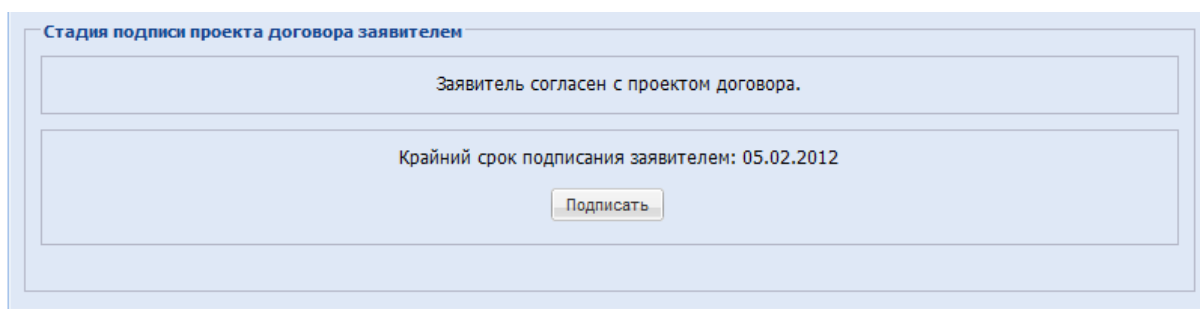 Стадия подписи проекта договора заявителем
Заявитель согласен с проектом договора.
Крайний срок подписания заявителем: 05.02.2012
Подписать